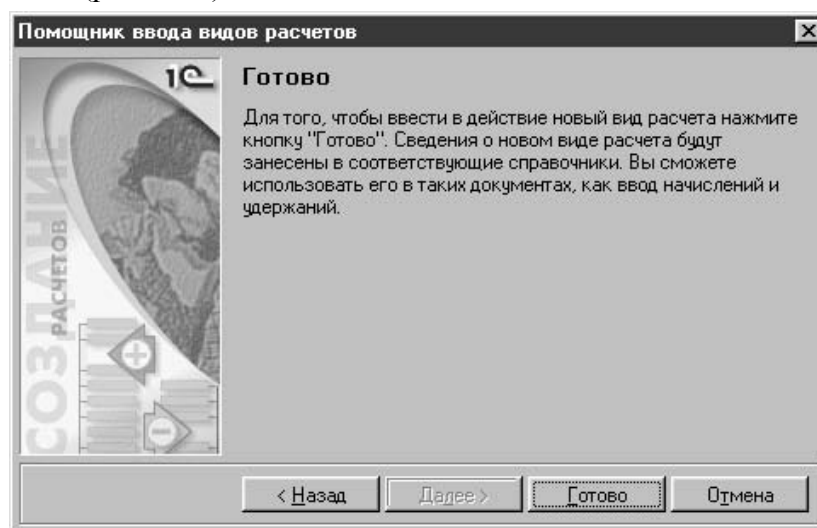 Помощник ввода видов расчетов
1С
Готово
Для того, чтобы ввести в действие новый вид расчета нажмите
кнопку "Готово". Сведения о новом виде расчета будут
занесены в соответствующие справочники. Вы сможете
использовать его в таких документах, как ввод начислений и
удержаний.
СОЗДАНИЕ
РАСЧЕТОВ
< Назад Далее > Готово Отмена